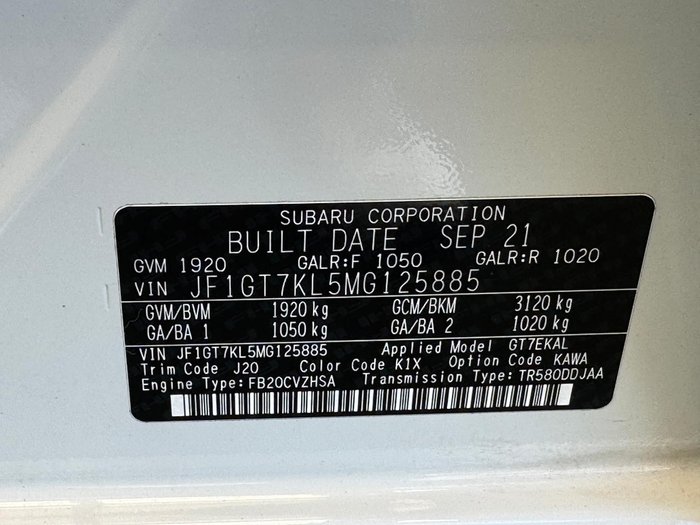 SUBARU CORPORATION
BUILT DATE SEP 21
GVM 1920 GALR:F 1050 GALR:R 1020
VIN JF1GT7KL5MG125885
GVM/BVM 1920 kg GCM/BKM 3120 kg
GA/BA 1 1050 kg GA/BA 2 1020 kg
VIN JF1GT7KL5MG125885 Applied Model GT7EKAL
Trim Code J20 Color Code K1X Option Code KAWA
Engine Type: FB20CVZHSA Transmission Type: TR580DDJAA